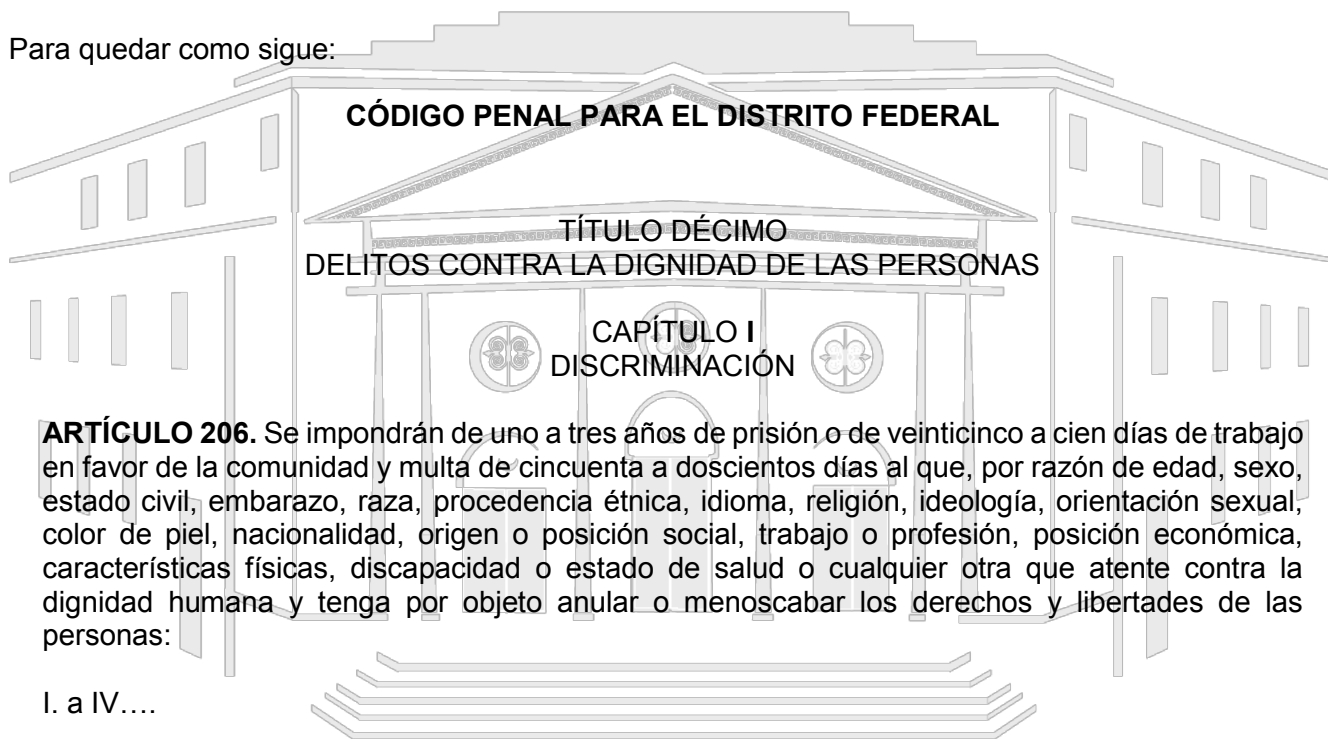 Para quedar como sigue:
CÓDIGO PENAL PARA EL DISTRITO FEDERAL
TÍTULO DÉCIMO
DELITOS CONTRA LA DIGNIDAD DE LAS PERSONAS
CAPÍTULO I
DISCRIMINACIÓN
ARTÍCULO 206. Se impondrán de uno a tres años de prisión o de veinticinco a cien días de trabajo
en favor de la comunidad y multa de cincuenta a doscientos días al que, por razón de edad, sexo,
estado civil, embarazo, raza, procedencia étnica, idioma, religión, ideología, orientación sexual,
color de piel, nacionalidad, origen o posición social, trabajo o profesión, posición económica,
características físicas, discapacidad o estado de salud o cualquier otra que atente contra la
dignidad humana y tenga por objeto anular o menoscabar los derechos y libertades de las
personas:
I. a IV….